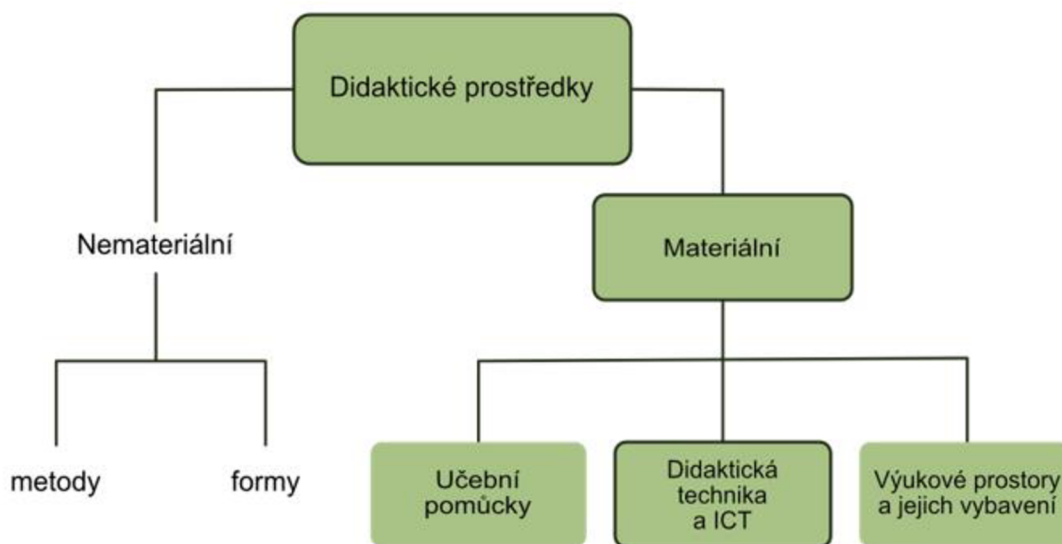 Didaktické prostředky
Nemateriální
Materiální
metody
formy
Učební
pomůcky
Didaktická
technika
a ICT
Výukové prostory
a jejich vybavení